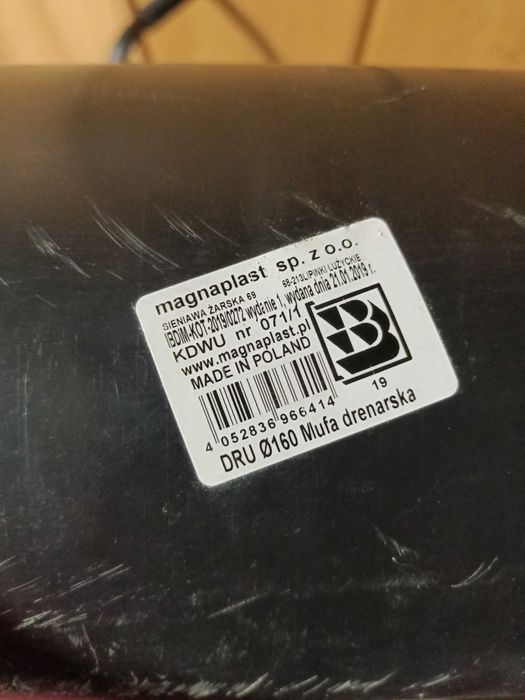 magnaplast sp. z o.o.
SIENIAWA ŻARSKA 69 68-213 LIPINKI ŁUŻYCKIE
IBDiM-KOT-2019/0272 wydanie 1, wydana dnia 21.01.2019 r.
KDWU nr 071/1
www.magnaplast.pl
MADE IN POLAND
B
19
4 052836 966414
DRU Ø160 Mufa drenarska